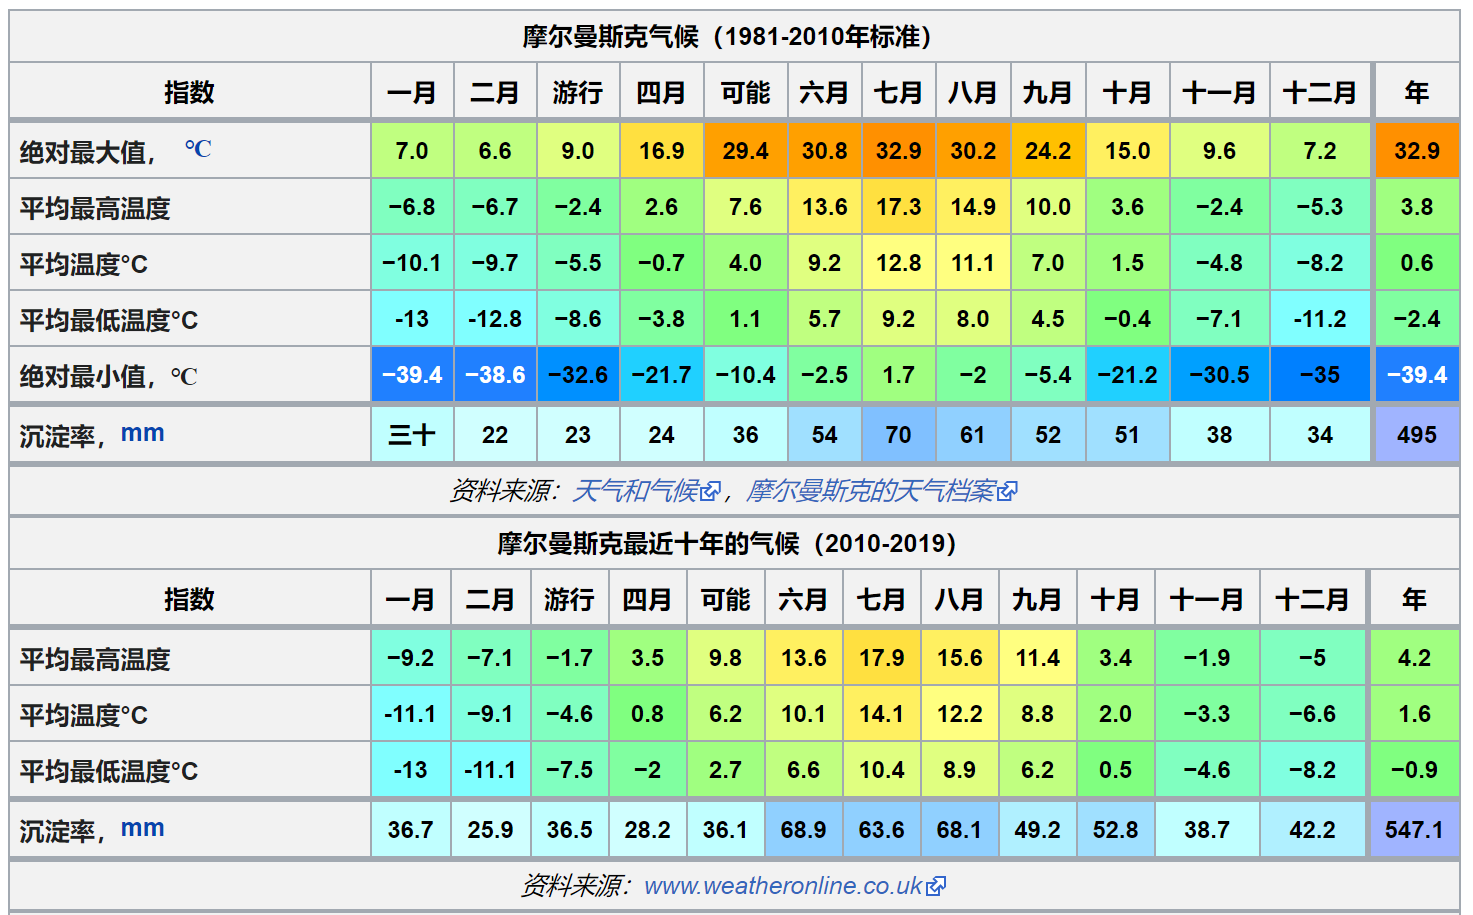 摩尔曼斯克气候（1981-2010年标准）
指数 一月 二月 游行 四月 可能 六月 七月 八月 九月 十月 十一月 十二月 年
绝对最大值， °C 7.0 6.6 9.0 16.9 29.4 30.8 32.9 30.2 24.2 15.0 9.6 7.2 32.9
平均最高温度 −6.8 −6.7 −2.4 2.6 7.6 13.6 17.3 14.9 10.0 3.6 −2.4 −5.3 3.8
平均温度°C −10.1 −9.7 −5.5 −0.7 4.0 9.2 12.8 11.1 7.0 1.5 −4.8 −8.2 0.6
平均最低温度°C -13 -12.8 −8.6 −3.8 1.1 5.7 9.2 8.0 4.5 −0.4 −7.1 -11.2 −2.4
绝对最小值，°C −39.4 −38.6 −32.6 −21.7 −10.4 −2.5 1.7 −2 −5.4 −21.2 −30.5 −35 −39.4
沉淀率，mm 三十 22 23 24 36 54 70 61 52 51 38 34 495
资料来源：天气和气候，摩尔曼斯克的天气档案
摩尔曼斯克最近十年的气候（2010-2019）
指数 一月 二月 游行 四月 可能 六月 七月 八月 九月 十月 十一月 十二月 年
平均最高温度 −9.2 −7.1 −1.7 3.5 9.8 13.6 17.9 15.6 11.4 3.4 −1.9 −5 4.2
平均温度°C -11.1 −9.1 −4.6 0.8 6.2 10.1 14.1 12.2 8.8 2.0 −3.3 −6.6 1.6
平均最低温度°C -13 -11.1 −7.5 −2 2.7 6.6 10.4 8.9 6.2 0.5 −4.6 −8.2 −0.9
沉淀率，mm 36.7 25.9 36.5 28.2 36.1 68.9 63.6 68.1 49.2 52.8 38.7 42.2 547.1
资料来源：www.weatheronline.co.uk